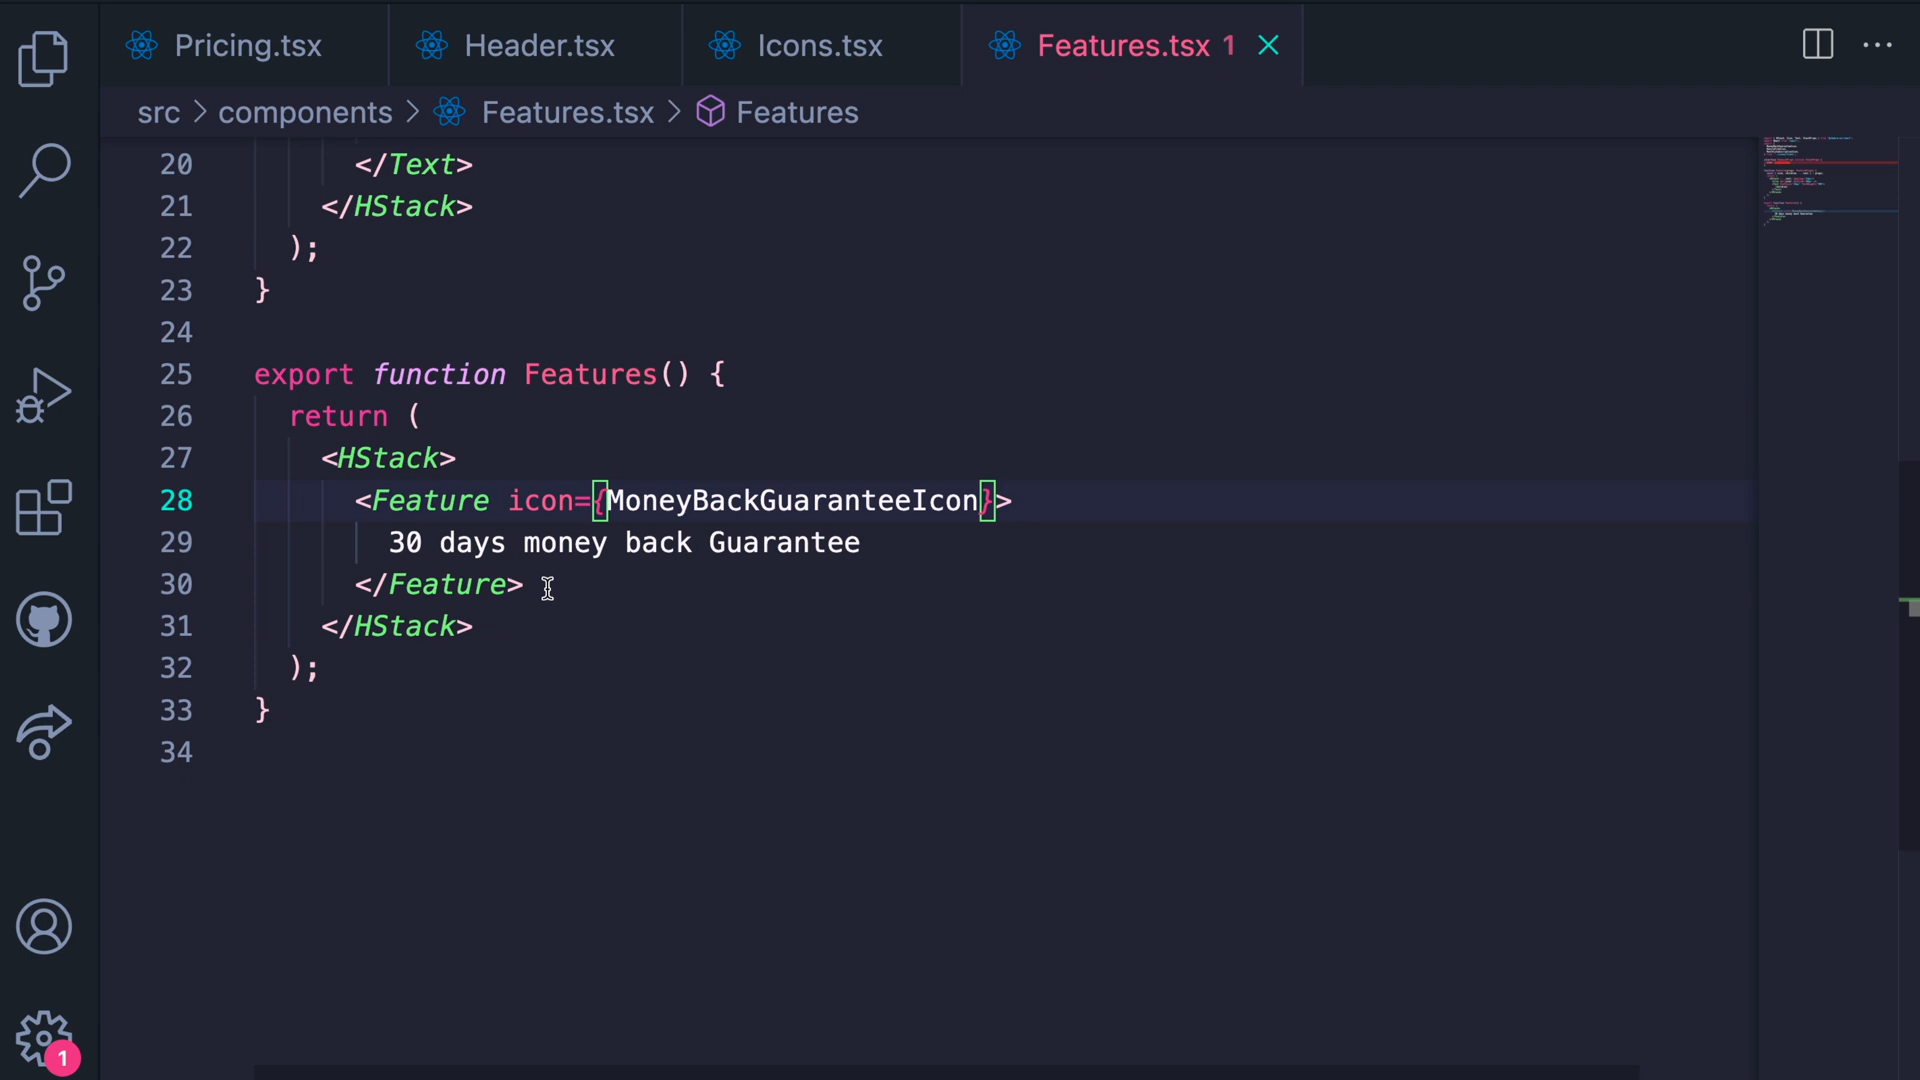 Pricing.tsx Header.tsx Icons.tsx Features.tsx 1
src > components > Features.tsx > Features
20 </Text>
21 </HStack>
22 );
23 }
24
25 export function Features() {
26 return (
27 <HStack>
28 <Feature icon={MoneyBackGuaranteeIcon}>
29 30 days money back Guarantee
30 </Feature>
31 </HStack>
32 );
33 }
34
1